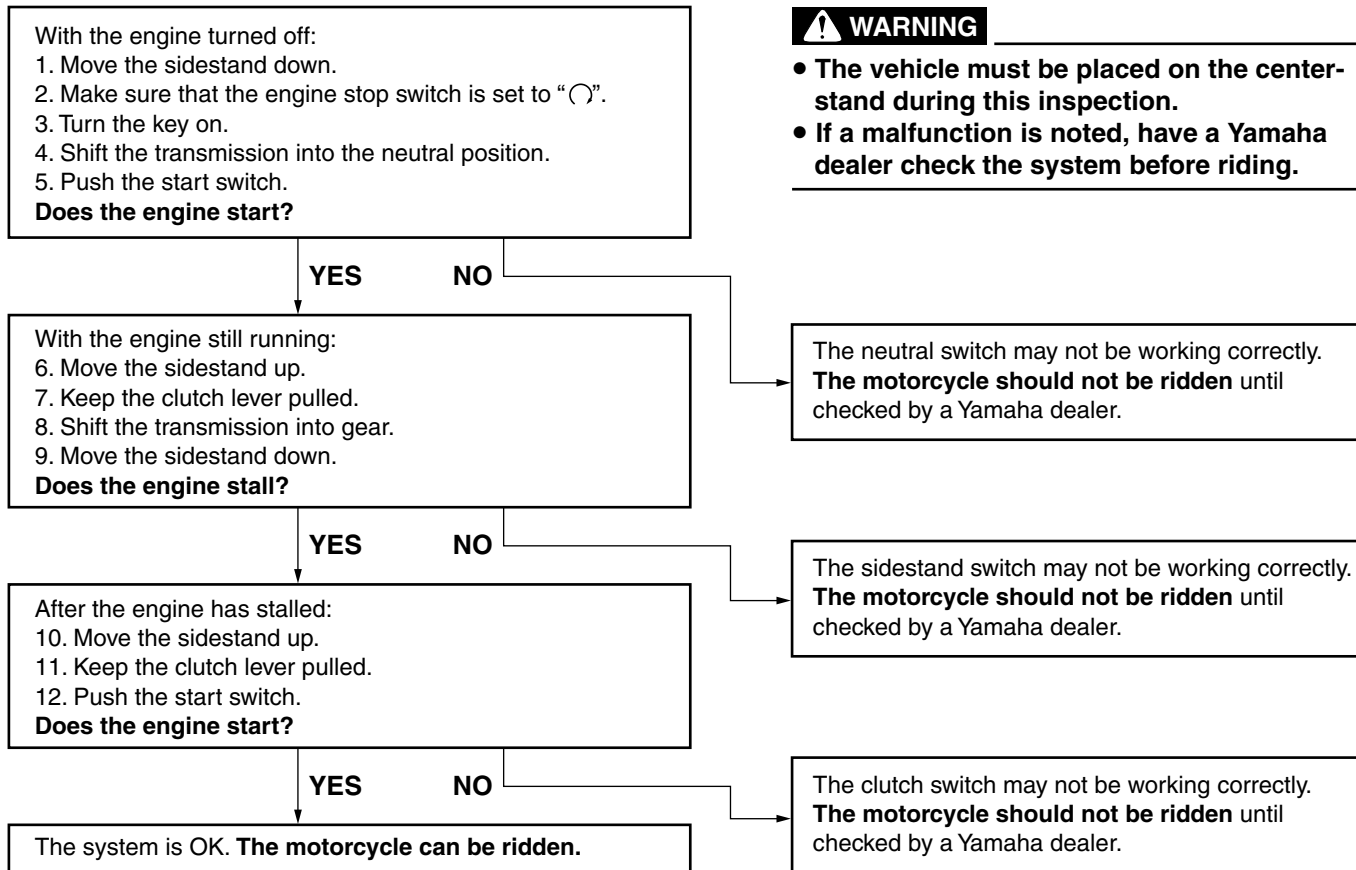 With the engine turned off:
1. Move the sidestand down.
2. Make sure that the engine stop switch is set to “ ”.
3. Turn the key on.
4. Shift the transmission into the neutral position.
5. Push the start switch.
Does the engine start?
WARNING
• The vehicle must be placed on the center-
stand during this inspection.
• If a malfunction is noted, have a Yamaha
dealer check the system before riding.
YES NO
With the engine still running:
6. Move the sidestand up.
7. Keep the clutch lever pulled.
8. Shift the transmission into gear.
9. Move the sidestand down.
Does the engine stall?
The neutral switch may not be working correctly.
The motorcycle should not be ridden until
checked by a Yamaha dealer.
YES NO
After the engine has stalled:
10. Move the sidestand up.
11. Keep the clutch lever pulled.
12. Push the start switch.
Does the engine start?
The sidestand switch may not be working correctly.
The motorcycle should not be ridden until
checked by a Yamaha dealer.
YES NO
The system is OK. The motorcycle can be ridden.
The clutch switch may not be working correctly.
The motorcycle should not be ridden until
checked by a Yamaha dealer.